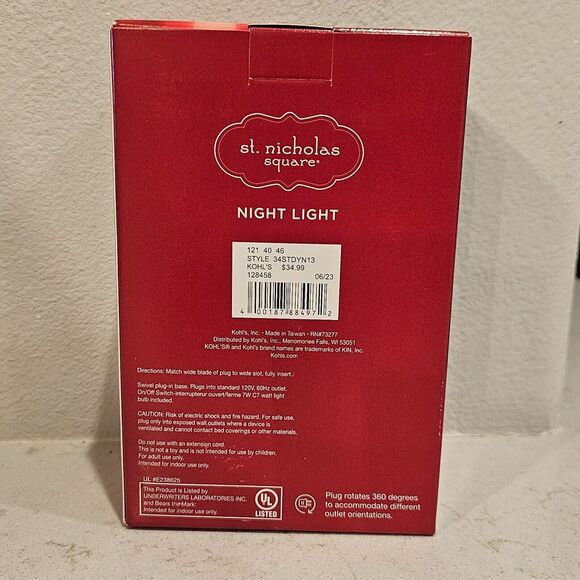 st. nicholas
square®
NIGHT LIGHT
121 40 46
STYLE 34STDYN13
KOHL'S $34.99
128458 06/23
4 00187 88497 2
Kohl's, Inc. • Made in Taiwan • RN#73277
Distributed by Kohl's, Inc., Menomonee Falls, WI 53051
KOHL'S® and Kohl's brand names are trademarks of KIN, Inc.
Kohls.com
Directions: Match wide blade of plug to wide slot, fully insert.
Swivel plug-in base. Plugs into standard 120V, 60Hz outlet.
On/Off Switch-interrupteur ouvert/ferme 7W C7 watt light
bulb included.
CAUTION: Risk of electric shock and fire hazard. For safe use,
plug only into exposed wall outlets where a device is
ventilated and cannot contact bed coverings or other materials.
Do not use with an extension cord.
This is not a toy and is not intended for use by children.
For adult use only.
Intended for indoor use only.
UL #E238625
This Product is Listed by
UNDERWRITERS LABORATORIES INC.
and Bears the Mark:
Intended for indoor use only.
UL
LISTED
Plug rotates 360 degrees
to accommodate different
outlet orientations.